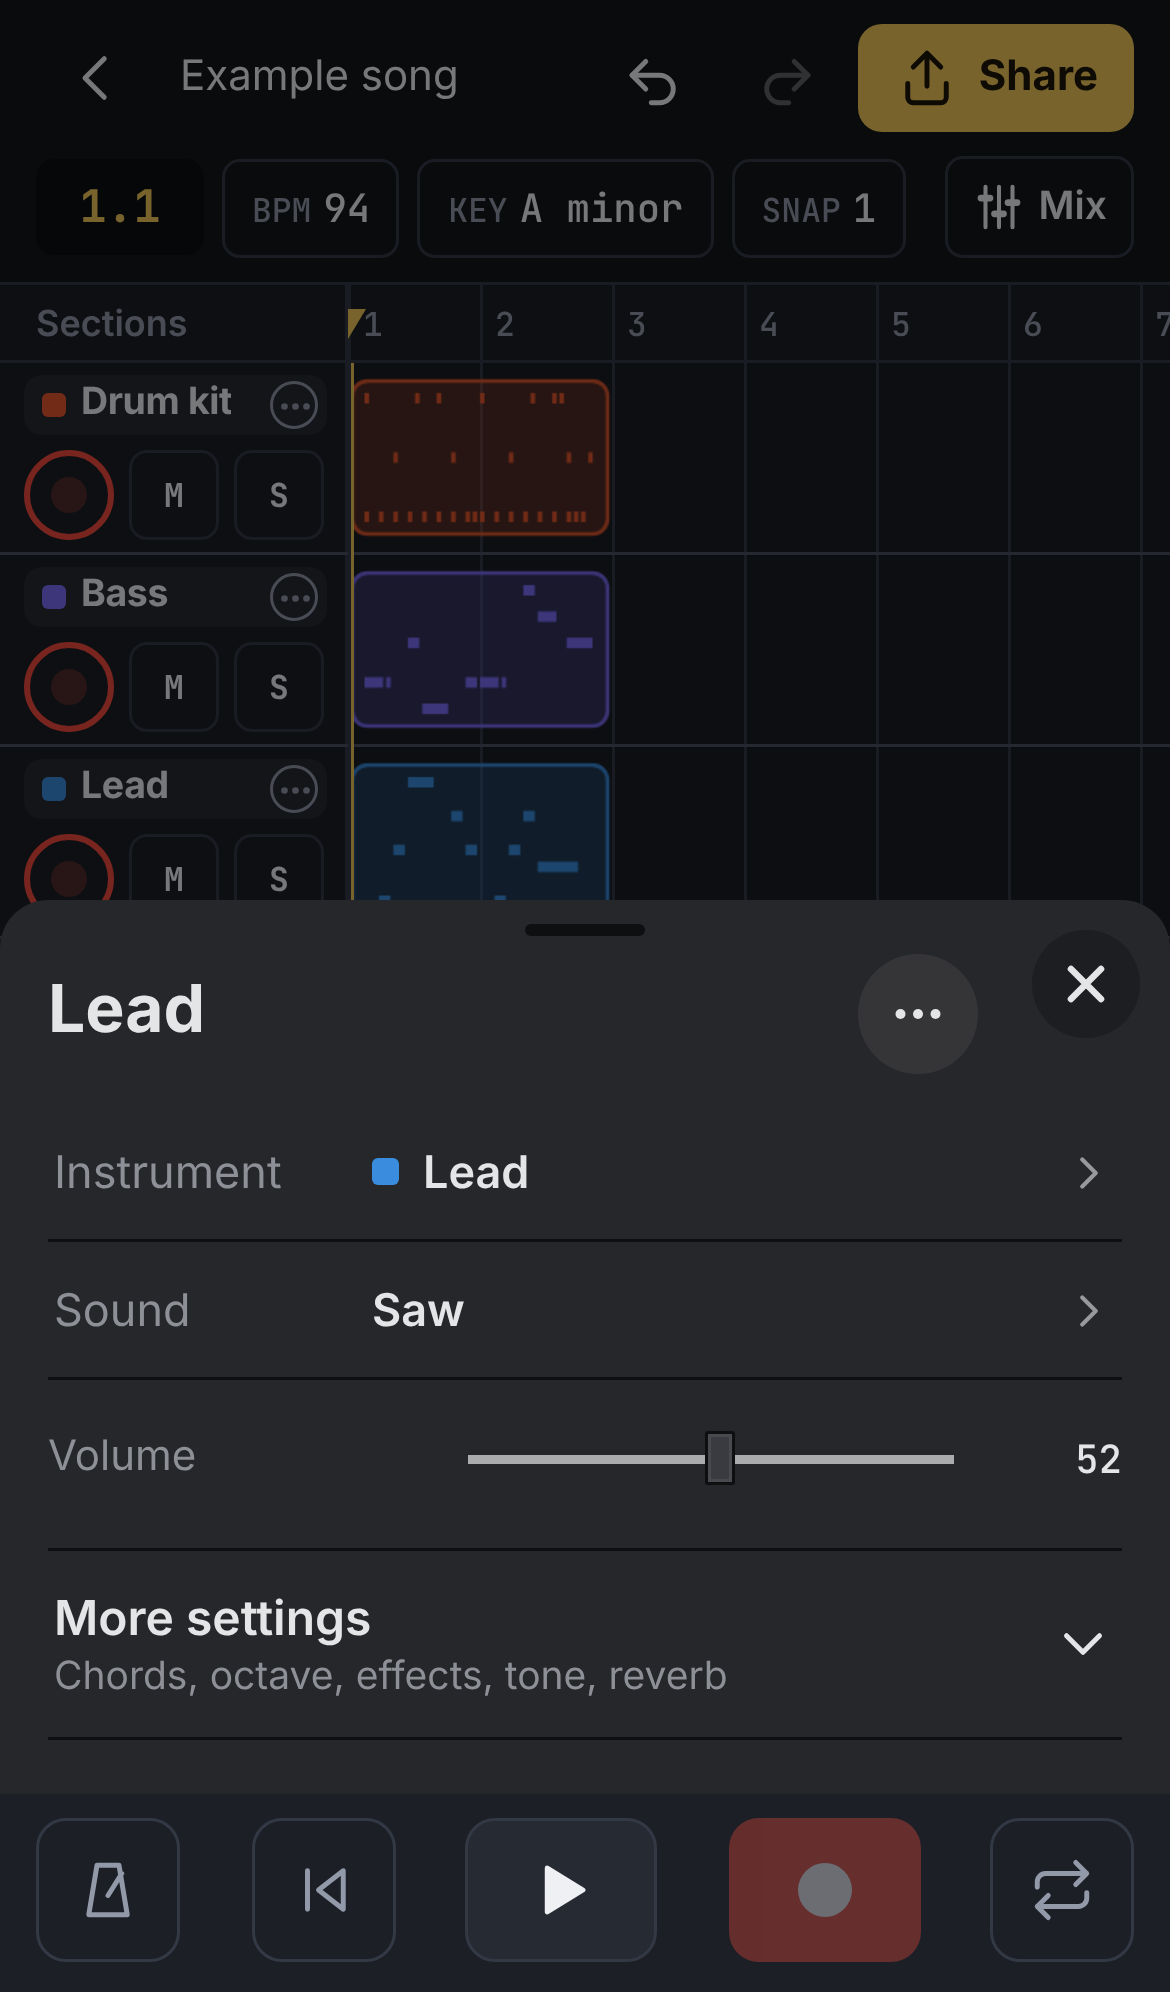 Example song
Share
1.1
BPM 94
KEY A minor
SNAP 1
Mix
Sections
1 2 3 4 5 6 7
Drum kit
M S
Bass
M S
Lead
M S
Lead
Instrument Lead
Sound Saw
Volume 52
More settings
Chords, octave, effects, tone, reverb